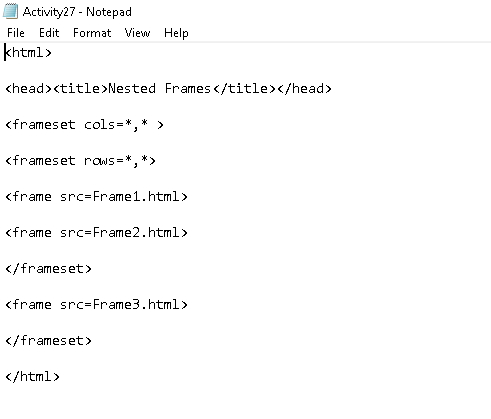 Activity27 - Notepad
File Edit Format View Help
<html>
<head><title>Nested Frames</title></head>
<frameset cols=*,* >
<frameset rows=*,*>
<frame src=Frame1.html>
<frame src=Frame2.html>
</frameset>
<frame src=Frame3.html>
</frameset>
</html>